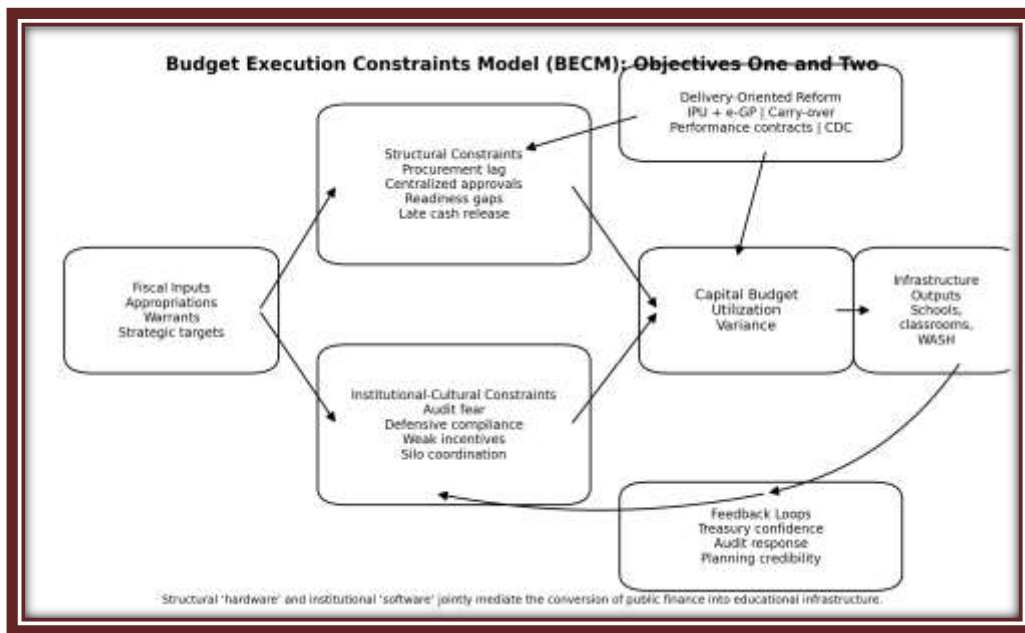 Budget Execution Constraints Model (BECM): Objectives One and Two
Delivery-Oriented Reform
IPU + e-GP | Carry-over
Performance contracts | CDC
Structural Constraints
Procurement lag
Centralized approvals
Readiness gaps
Late cash release
Fiscal Inputs
Appropriations
Warrants
Strategic targets
Capital Budget
Utilization
Variance
Infrastructure
Outputs
Schools,
classrooms,
WASH
Institutional-Cultural Constraints
Audit fear
Defensive compliance
Weak incentives
Silo coordination
Feedback Loops
Treasury confidence
Audit response
Planning credibility
Structural 'hardware' and institutional 'software' jointly mediate the conversion of public finance into educational infrastructure.